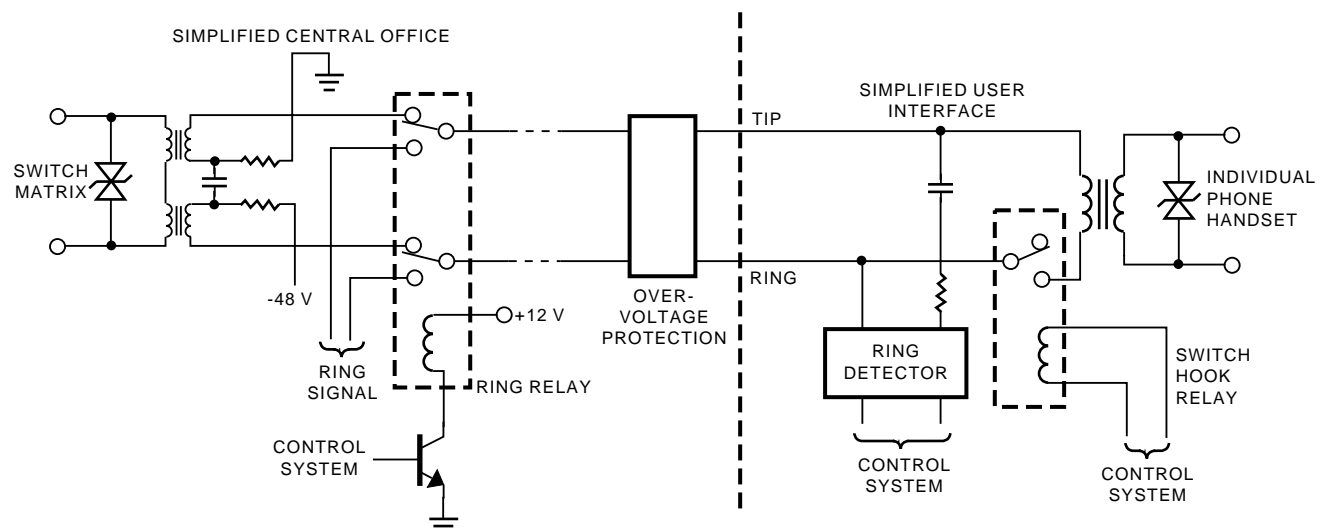 SIMPLIFIED CENTRAL OFFICE
SWITCH
MATRIX
-48 V
RING
SIGNAL
+12 V
RING RELAY
CONTROL
SYSTEM
OVER-
VOLTAGE
PROTECTION
TIP
RING
SIMPLIFIED USER
INTERFACE
RING
DETECTOR
CONTROL
SYSTEM
INDIVIDUAL
PHONE
HANDSET
SWITCH
HOOK
RELAY
CONTROL
SYSTEM